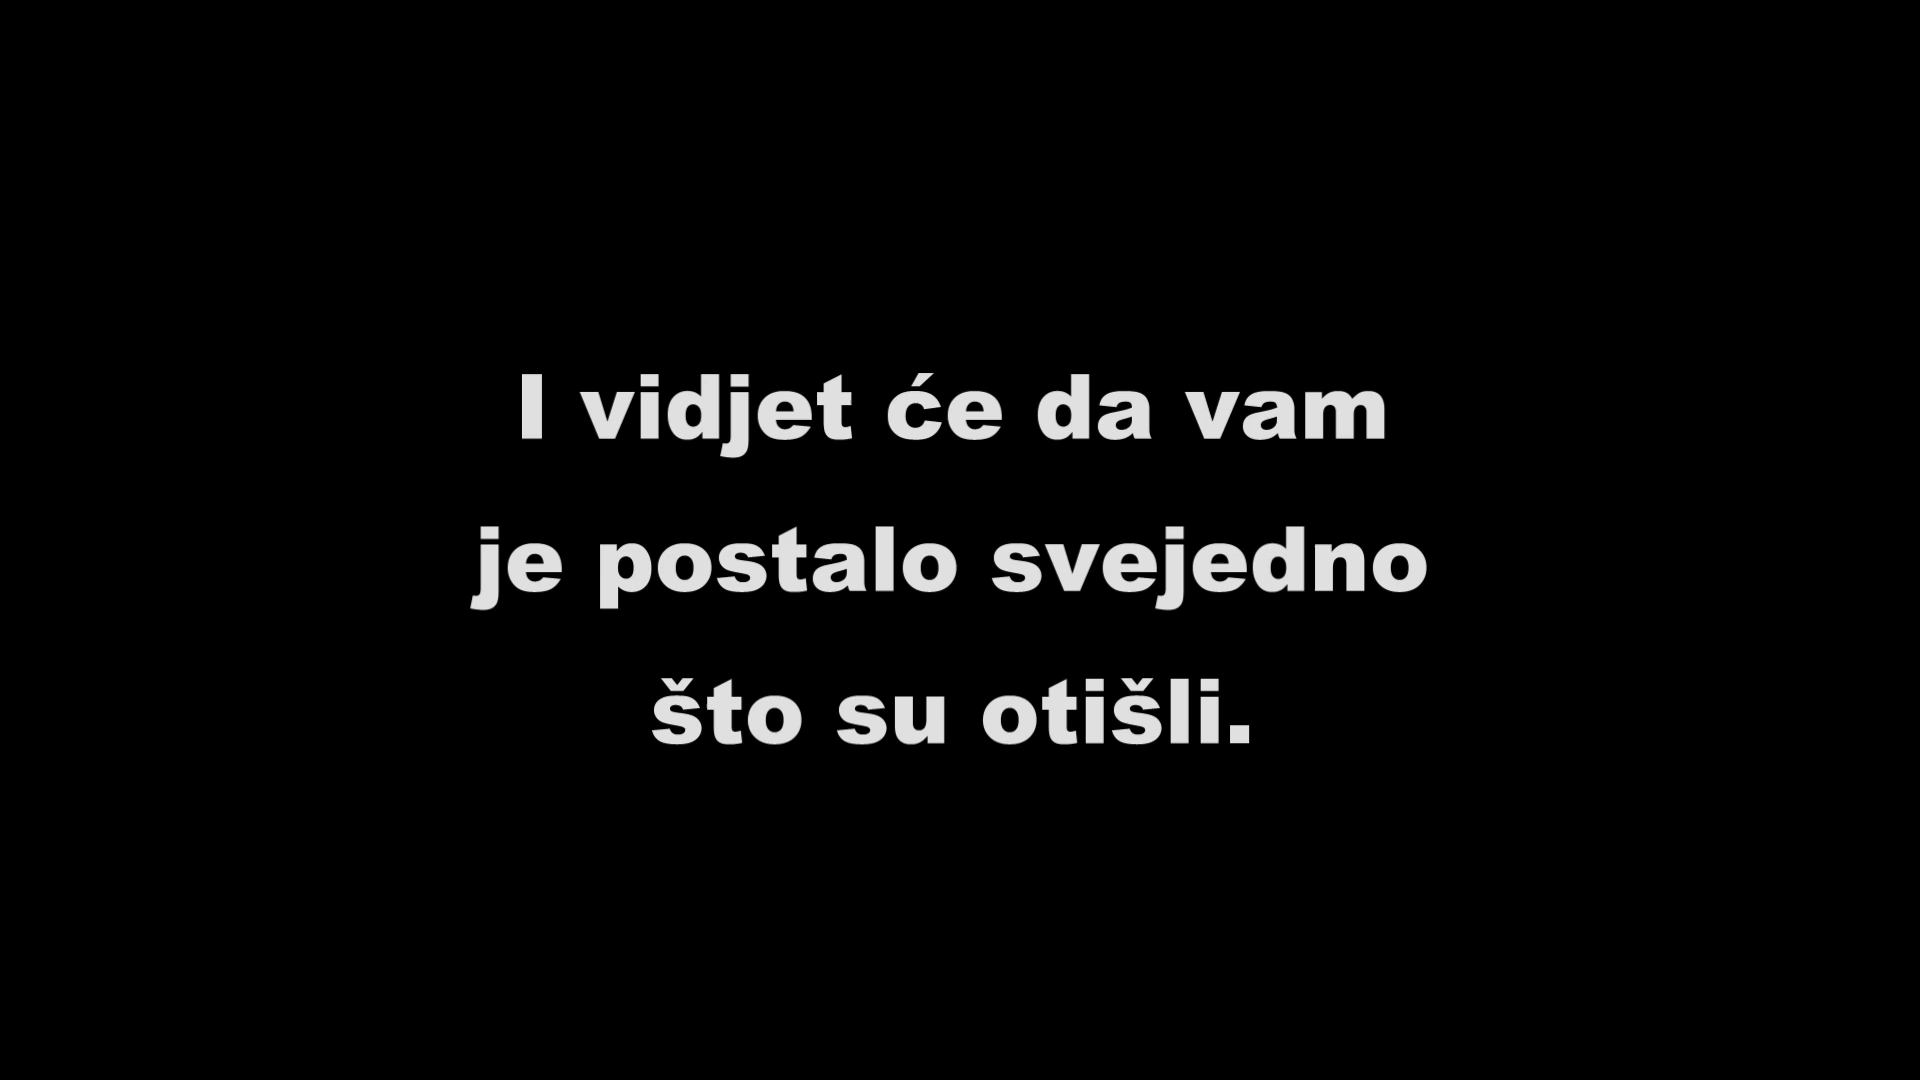 I vidjet će da vam
je postalo svejedno
što su otišli.